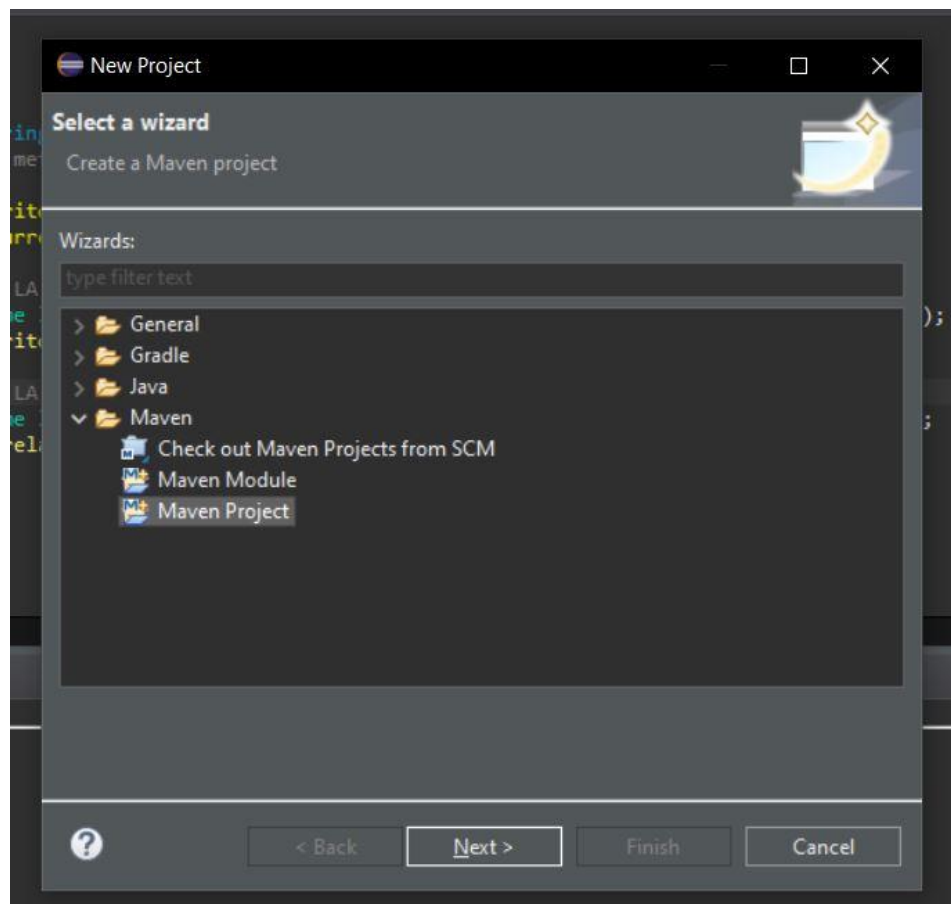 New Project
Select a wizard
Create a Maven project
Wizards:
type filter text
General
Gradle
Java
Maven
Check out Maven Projects from SCM
Maven Module
Maven Project
< Back
Next >
Finish
Cancel